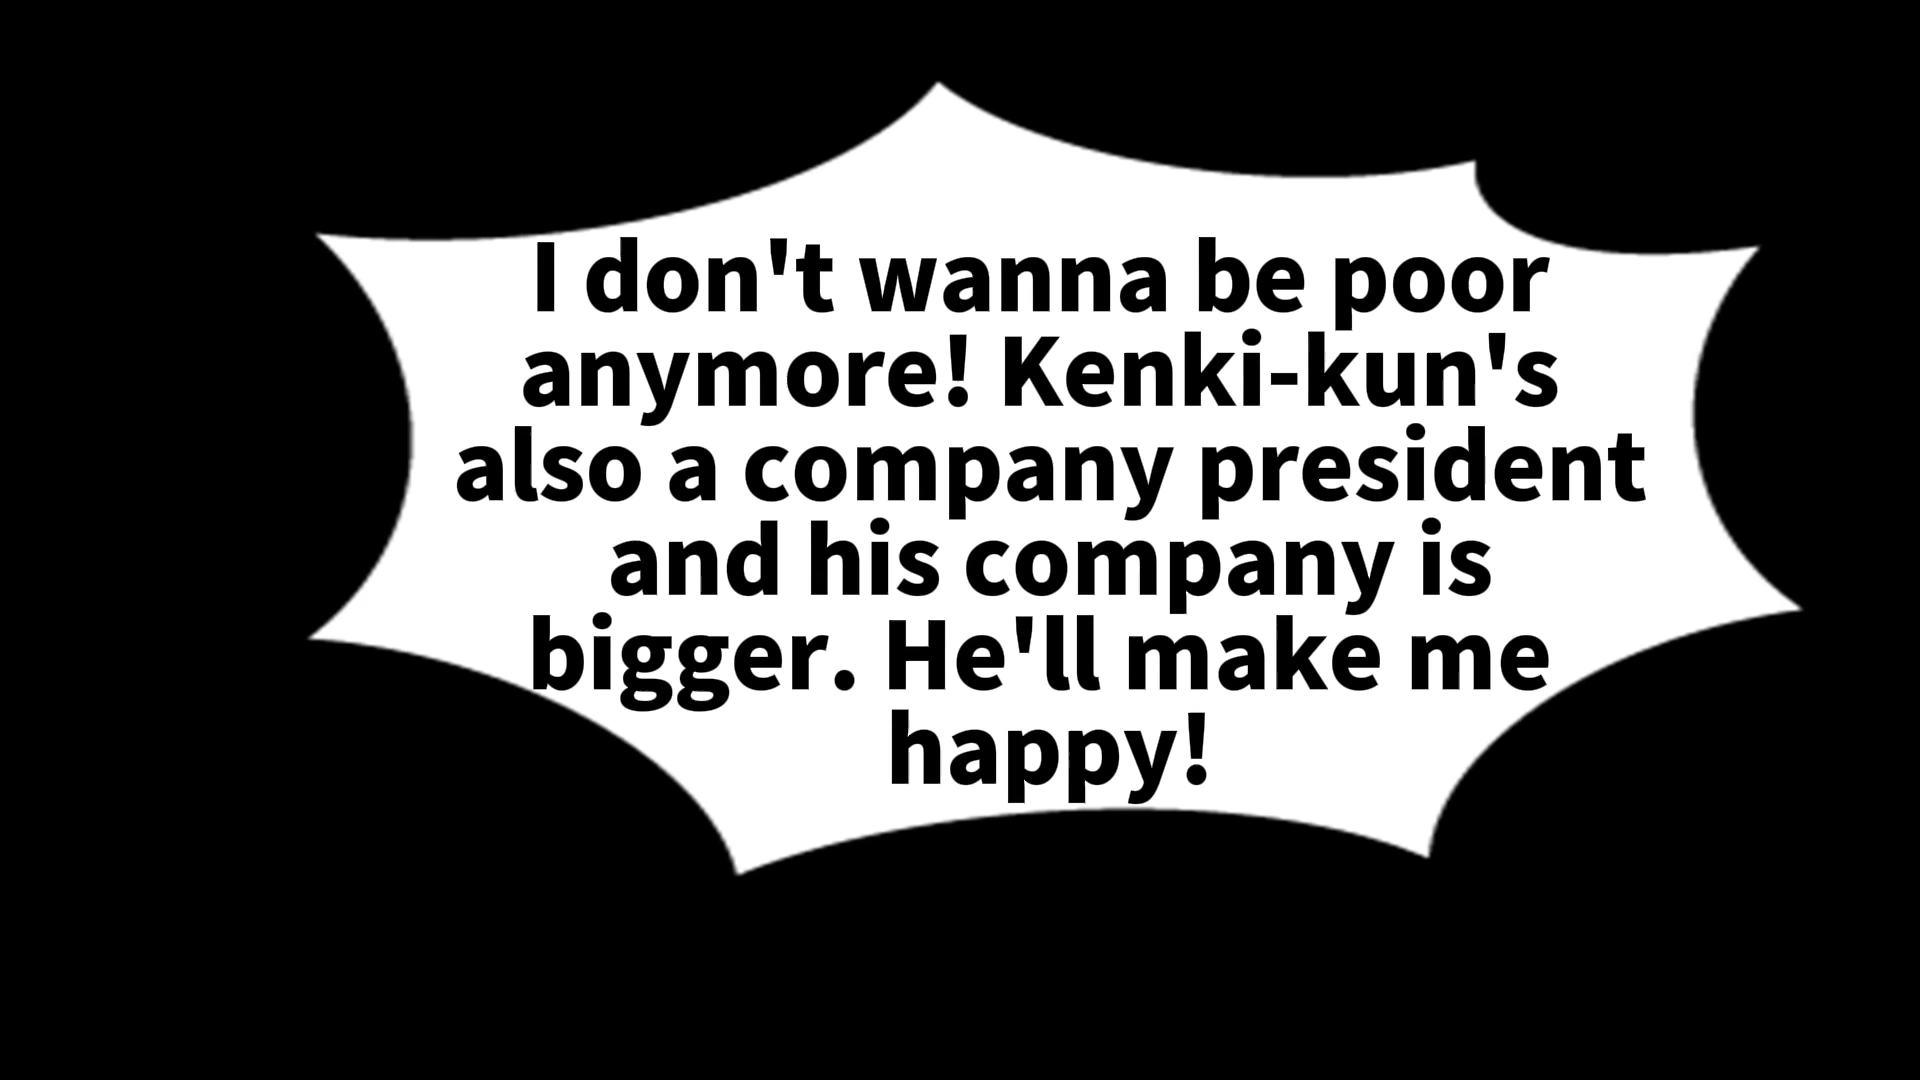 I don't wanna be poor
anymore! Kenki-kun's
also a company president
and his company is
bigger. He'll make me
happy!